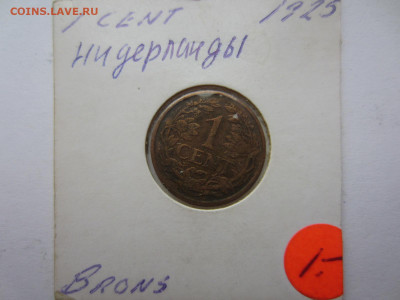 COINS.LAVE.RU
1 CENT 1925
Нидерланды
1
CENT
BRONS
1.-